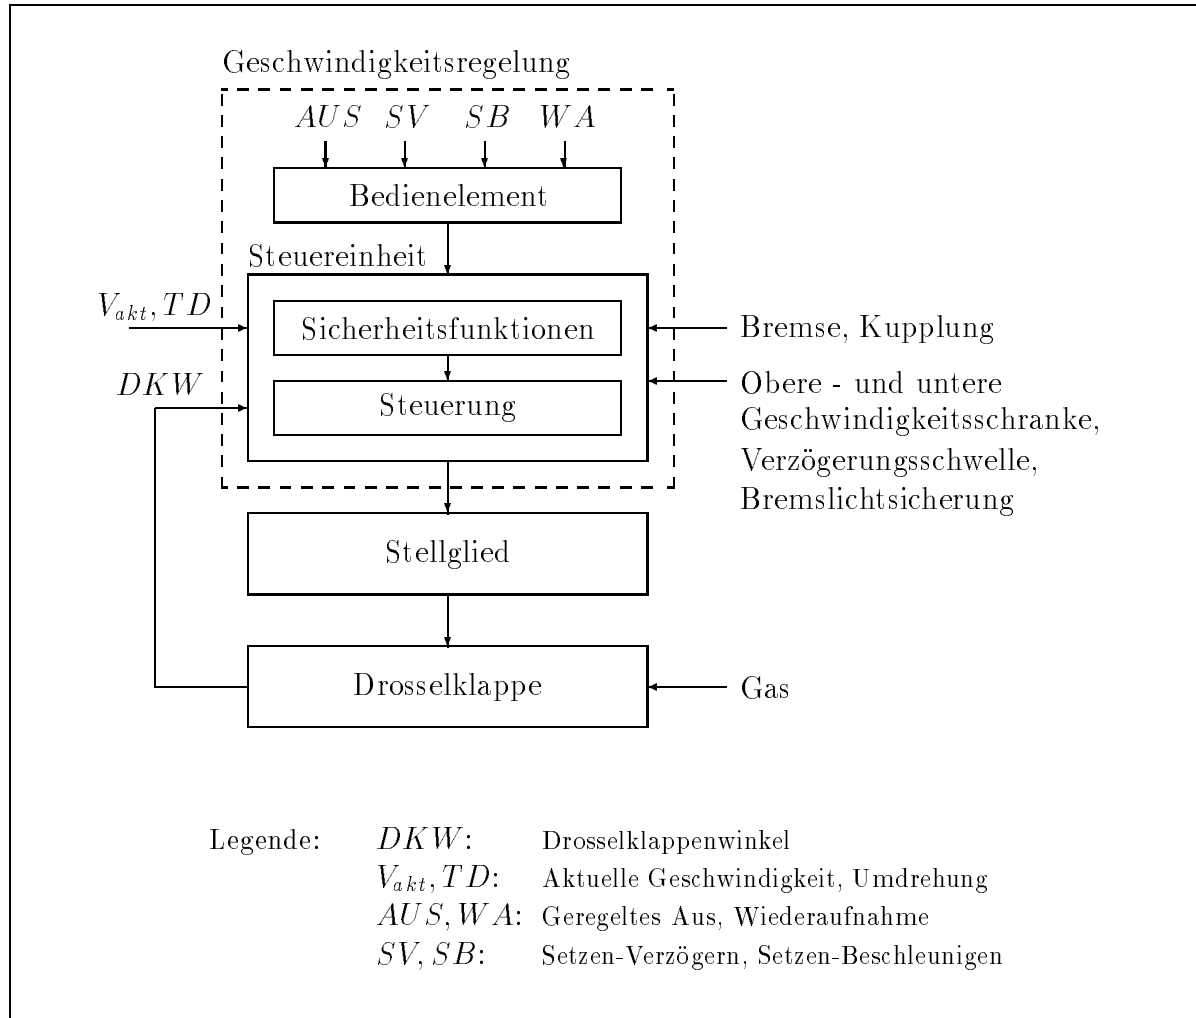 Geschwindigkeitsregelung
AUS SV SB WA
Bedienelement
Steuereinheit
V_akt, TD
Sicherheitsfunktionen
Bremse, Kupplung
DKW
Steuerung
Obere - und untere
Geschwindigkeitsschranke,
Verzögerungsschwelle,
Bremslichtsicherung
Stellglied
Drosselklappe
Gas
Legende: DKW: Drosselklappenwinkel
V_akt, TD: Aktuelle Geschwindigkeit, Umdrehung
AUS, WA: Geregeltes Aus, Wiederaufnahme
SV, SB: Setzen-Verzögern, Setzen-Beschleunigen